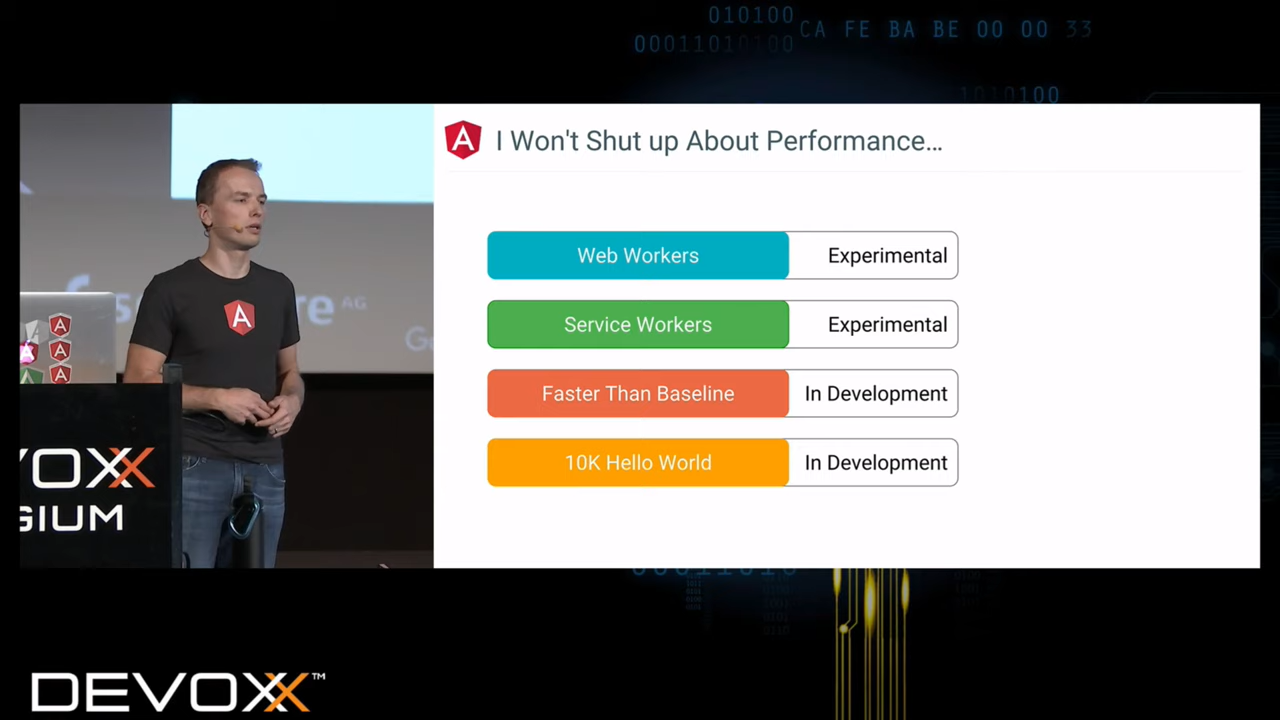 010100
00011010100
CA FE BA BE 00 00 33
1010100
I Won't Shut up About Performance…
Web Workers Experimental
Service Workers Experimental
Faster Than Baseline In Development
10K Hello World In Development
AG
VOXX
GIUM
DEVOXX™